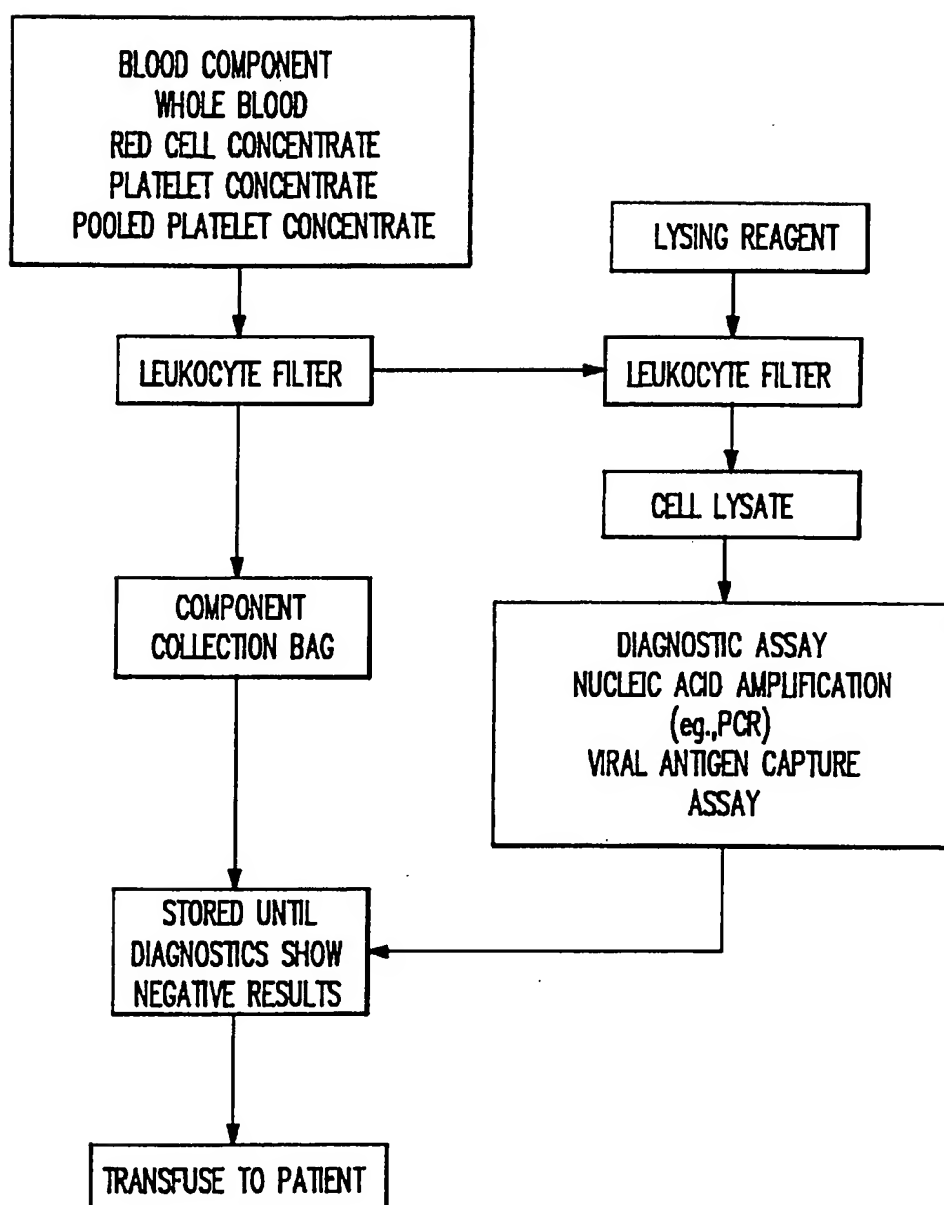 BLOOD COMPONENT
WHOLE BLOOD
RED CELL CONCENTRATE
PLATELET CONCENTRATE
POOLED PLATELET CONCENTRATE
LYSING REAGENT
LEUKOCYTE FILTER
LEUKOCYTE FILTER
CELL LYSATE
COMPONENT
COLLECTION BAG
DIAGNOSTIC ASSAY
NUCLEIC ACID AMPLIFICATION
(eg.,PCR)
VIRAL ANTIGEN CAPTURE
ASSAY
STORED UNTIL
DIAGNOSTICS SHOW
NEGATIVE RESULTS
TRANSFUSE TO PATIENT